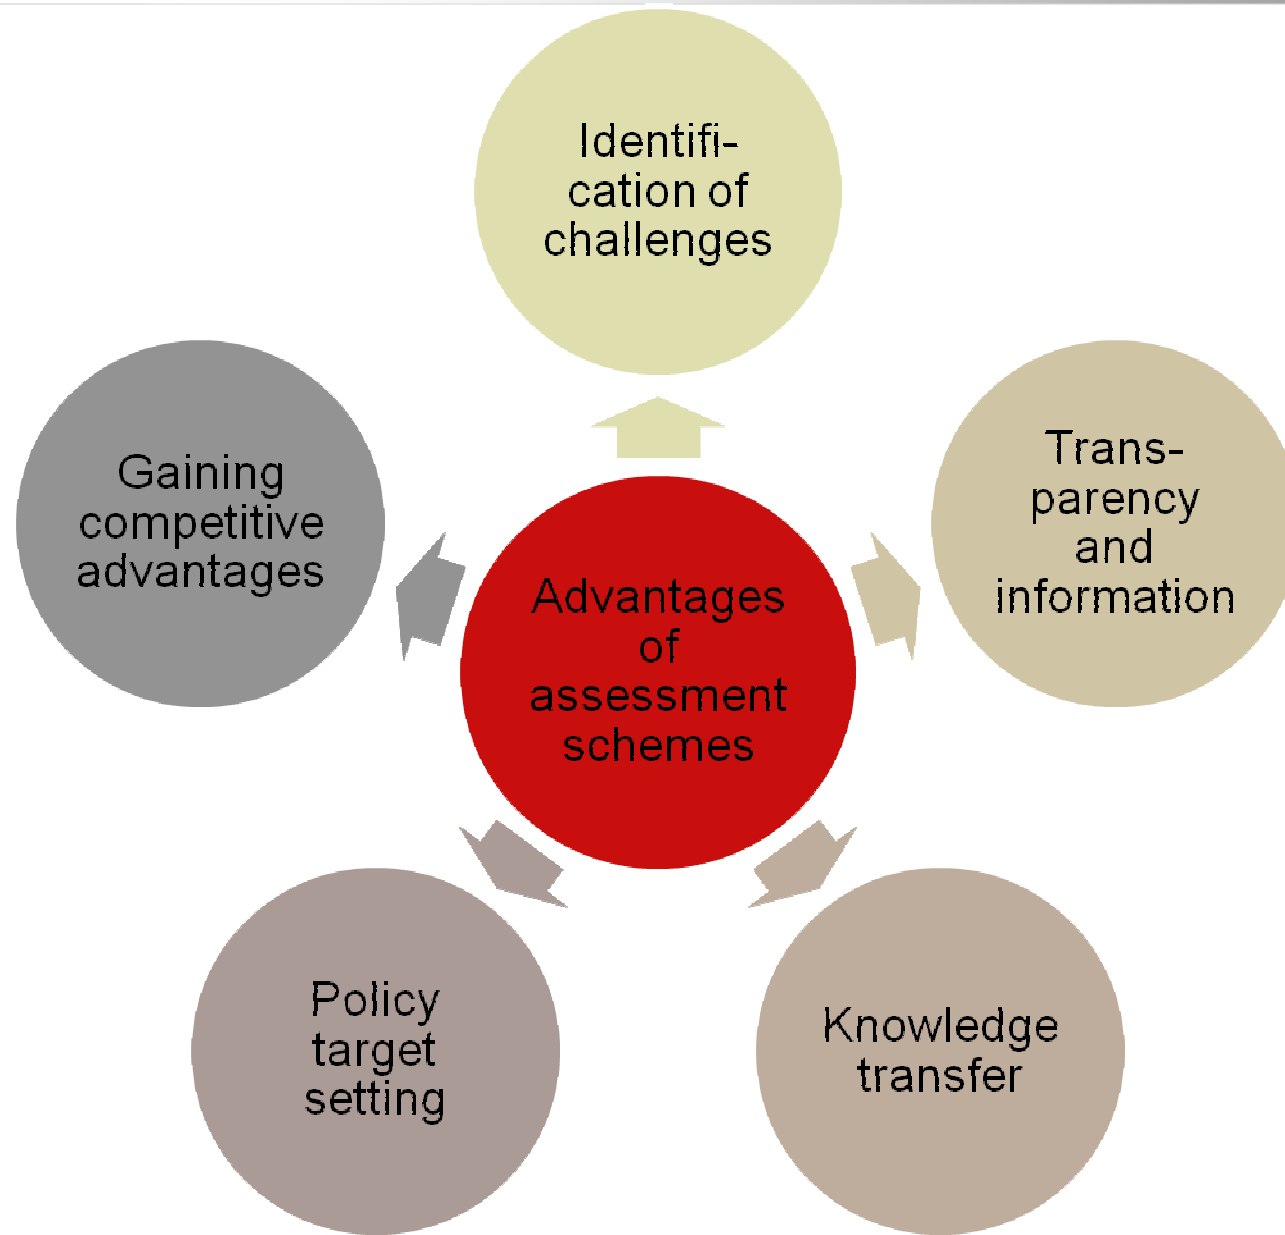 Identifi-
cation of
challenges
Trans-
parency
and
information
Knowledge
transfer
Policy
target
setting
Gaining
competitive
advantages
Advantages
of
assessment
schemes